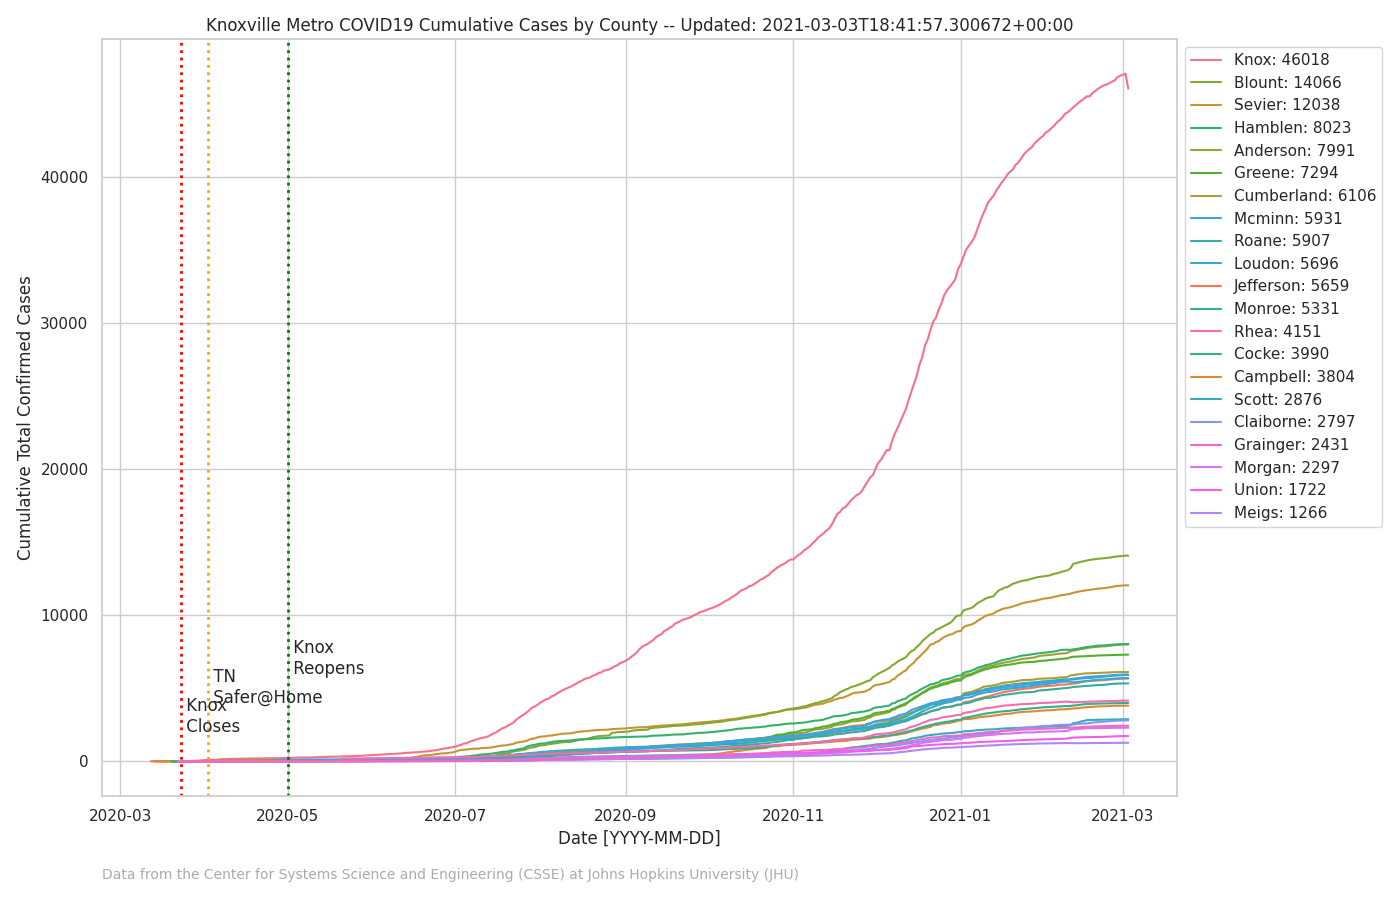 Knoxville Metro COVID19 Cumulative Cases by County -- Updated: 2021-03-03T18:41:57.300672+00:00
Cumulative Total Confirmed Cases
40000
30000
20000
10000
0
Knox
Closes
TN
Safer@Home
Knox
Reopens
2020-03
2020-05
2020-07
2020-09
2020-11
2021-01
2021-03
Date [YYYY-MM-DD]
Knox: 46018
Blount: 14066
Sevier: 12038
Hamblen: 8023
Anderson: 7991
Greene: 7294
Cumberland: 6106
Mcminn: 5931
Roane: 5907
Loudon: 5696
Jefferson: 5659
Monroe: 5331
Rhea: 4151
Cocke: 3990
Campbell: 3804
Scott: 2876
Claiborne: 2797
Grainger: 2431
Morgan: 2297
Union: 1722
Meigs: 1266
Data from the Center for Systems Science and Engineering (CSSE) at Johns Hopkins University (JHU)